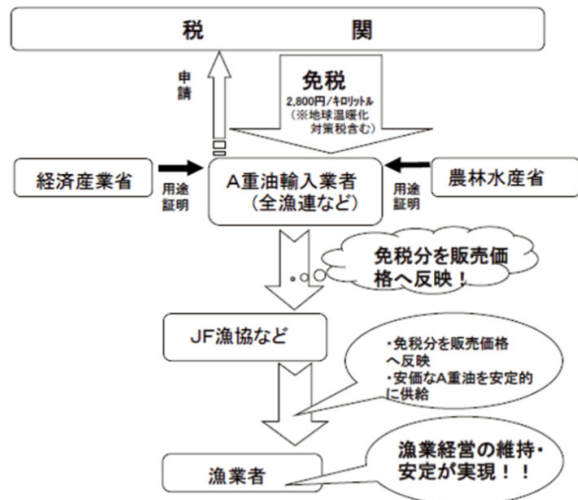 税　関
申請
免税
2,800円/ｷﾛﾘｯﾄﾙ
(※地球温暖化
対策税含む)
経済産業省
用途
証明
A重油輸入業者
(全漁連など)
用途
証明
農林水産省
免税分を販売価
格へ反映！
JF漁協など
・免税分を販売価格
へ反映
・安価なA重油を安定的
に供給
漁業者
漁業経営の維持・
安定が実現！！